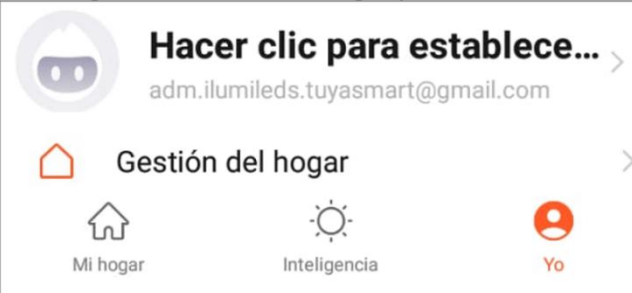 Hacer clic para establece...
adm.ilumileds.tuyasmart@gmail.com
Gestión del hogar
Mi hogar
Inteligencia
Yo